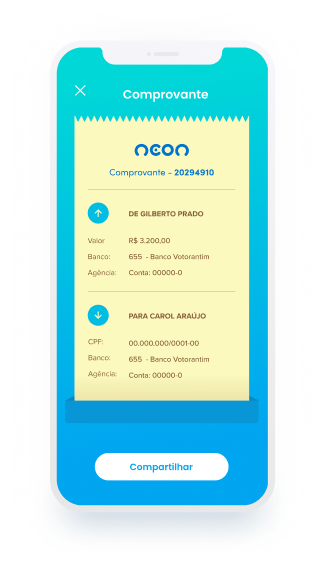 Comprovante
neon
Comprovante - 20294910
DE GILBERTO PRADO
Valor R$ 3.200,00
Banco: 655 - Banco Votorantim
Agência: Conta: 00000-0
PARA CAROL ARAÚJO
CPF: 00.000.000/0001-00
Banco: 655 - Banco Votorantim
Agência: Conta: 00000-0
Compartilhar